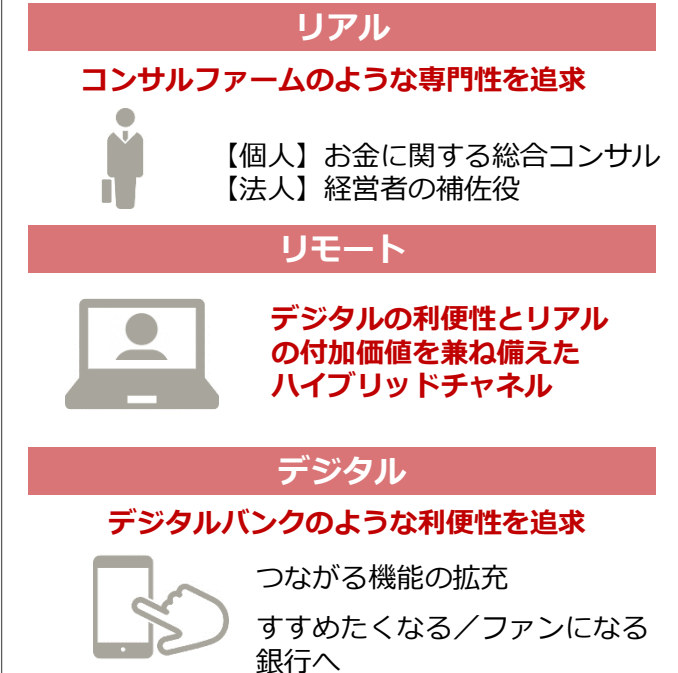 リアル
コンサルファームのような専門性を追求
【個人】お金に関する総合コンサル
【法人】経営者の補佐役
リモート
デジタルの利便性とリアル
の付加価値を兼ね備えた
ハイブリッドチャネル
デジタル
デジタルバンクのような利便性を追求
つながる機能の拡充
すすめたくなる／ファンになる
銀行へ